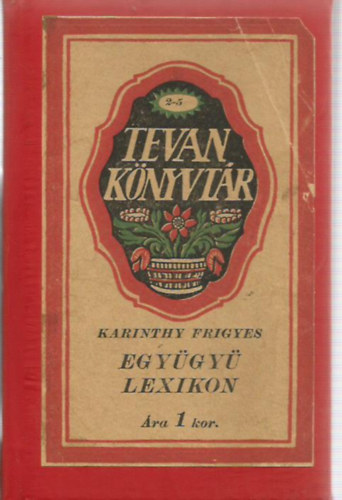 2-5
TEVAN
KÖNYVTÁR
KARINTHY FRIGYES
EGYÜGYÜ
LEXIKON
Ára 1 kor.